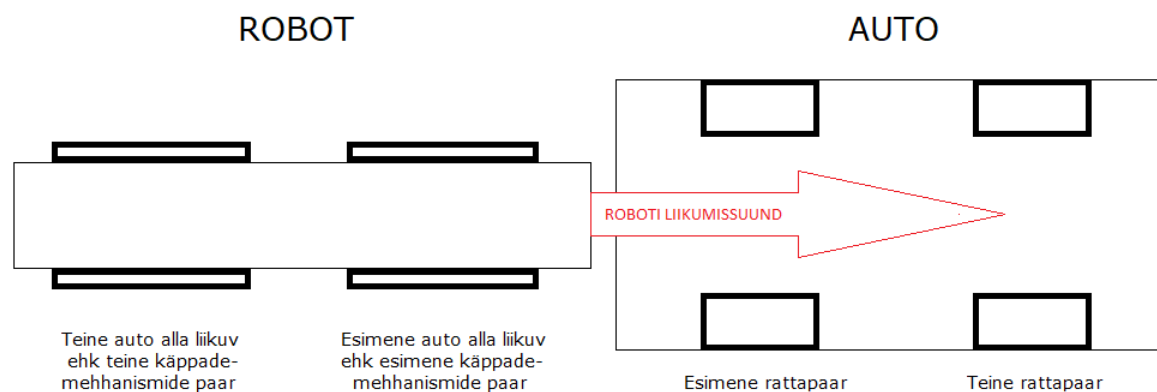 ROBOT
AUTO
ROBOTI LIIKUMISSUUND
Teine auto alla liikuv
ehk teine käppade-
mehhanismide paar
Esimene auto alla liikuv
ehk esimene käppade-
mehhanismide paar
Esimene rattapaar
Teine rattapaar